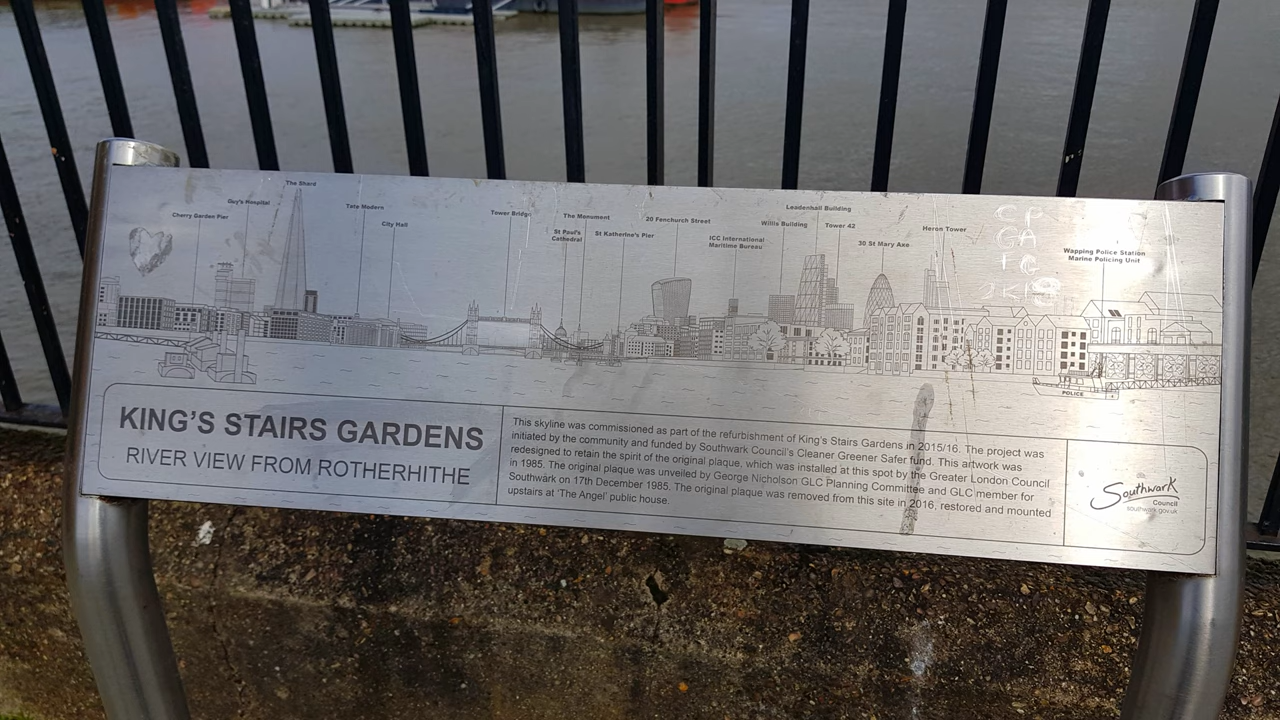 The Shard
Guy's Hospital
Cherry Garden Pier
Tate Modern
City Hall
Tower Bridge
The Monument
St Paul's
Cathedral
St Katherine's Pier
20 Fenchurch Street
ICC International
Maritime Bureau
Willis Building
Leadenhall Building
Tower 42
30 St Mary Axe
Heron Tower
Wapping Police Station
Marine Policing Unit
POLICE
KING'S STAIRS GARDENS
RIVER VIEW FROM ROTHERHITHE
This skyline was commissioned as part of the refurbishment of King's Stairs Gardens in 2015/16. The project was
initiated by the community and funded by Southwark Council's Cleaner Greener Safer fund. This artwork was
redesigned to retain the spirit of the original plaque, which was installed at this spot by the Greater London Council
in 1985. The original plaque was unveiled by George Nicholson GLC Planning Committee and GLC member for
Southwark on 17th December 1985. The original plaque was removed from this site in 2016, restored and mounted
upstairs at 'The Angel' public house.
Southwark
Council
southwark.gov.uk